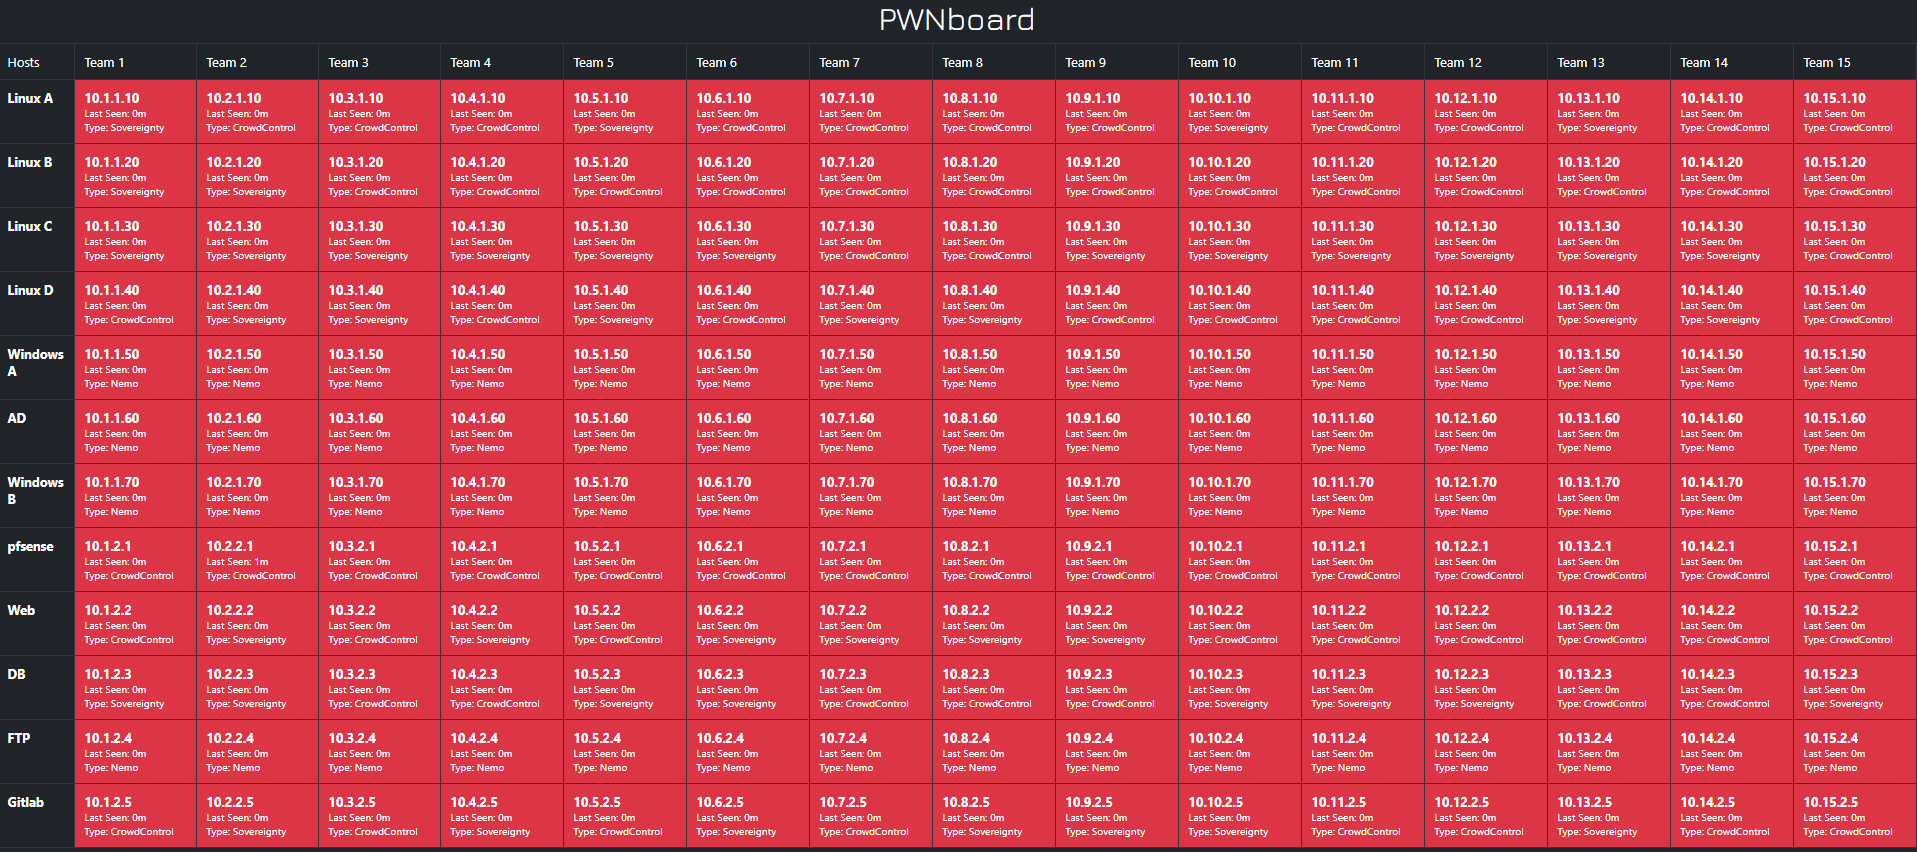 PWNboard
Hosts Team 1 Team 2 Team 3 Team 4 Team 5 Team 6 Team 7 Team 8 Team 9 Team 10 Team 11 Team 12 Team 13 Team 14 Team 15
Linux A 10.1.1.10 10.2.1.10 10.3.1.10 10.4.1.10 10.5.1.10 10.6.1.10 10.7.1.10 10.8.1.10 10.9.1.10 10.10.1.10 10.11.1.10 10.12.1.10 10.13.1.10 10.14.1.10 10.15.1.10
Last Seen: 0m Last Seen: 0m Last Seen: 0m Last Seen: 0m Last Seen: 0m Last Seen: 0m Last Seen: 0m Last Seen: 0m Last Seen: 0m Last Seen: 0m Last Seen: 0m Last Seen: 0m Last Seen: 0m Last Seen: 0m Last Seen: 0m
Type: Sovereignty Type: CrowdControl Type: CrowdControl Type: CrowdControl Type: Sovereignty Type: CrowdControl Type: CrowdControl Type: CrowdControl Type: CrowdControl Type: Sovereignty Type: CrowdControl Type: CrowdControl Type: Sovereignty Type: CrowdControl Type: CrowdControl
Linux B 10.1.1.20 10.2.1.20 10.3.1.20 10.4.1.20 10.5.1.20 10.6.1.20 10.7.1.20 10.8.1.20 10.9.1.20 10.10.1.20 10.11.1.20 10.12.1.20 10.13.1.20 10.14.1.20 10.15.1.20
Last Seen: 0m Last Seen: 0m Last Seen: 0m Last Seen: 0m Last Seen: 0m Last Seen: 0m Last Seen: 0m Last Seen: 0m Last Seen: 0m Last Seen: 0m Last Seen: 0m Last Seen: 0m Last Seen: 0m Last Seen: 0m Last Seen: 0m
Type: Sovereignty Type: Sovereignty Type: CrowdControl Type: CrowdControl Type: CrowdControl Type: CrowdControl Type: CrowdControl Type: CrowdControl Type: CrowdControl Type: CrowdControl Type: CrowdControl Type: CrowdControl Type: CrowdControl Type: CrowdControl Type: CrowdControl
Linux C 10.1.1.30 10.2.1.30 10.3.1.30 10.4.1.30 10.5.1.30 10.6.1.30 10.7.1.30 10.8.1.30 10.9.1.30 10.10.1.30 10.11.1.30 10.12.1.30 10.13.1.30 10.14.1.30 10.15.1.30
Last Seen: 0m Last Seen: 0m Last Seen: 0m Last Seen: 0m Last Seen: 0m Last Seen: 0m Last Seen: 0m Last Seen: 0m Last Seen: 0m Last Seen: 0m Last Seen: 0m Last Seen: 0m Last Seen: 0m Last Seen: 0m Last Seen: 0m
Type: Sovereignty Type: Sovereignty Type: Sovereignty Type: Sovereignty Type: Sovereignty Type: Sovereignty Type: CrowdControl Type: CrowdControl Type: Sovereignty Type: CrowdControl Type: Sovereignty Type: Sovereignty Type: Sovereignty Type: Sovereignty Type: CrowdControl
Linux D 10.1.1.40 10.2.1.40 10.3.1.40 10.4.1.40 10.5.1.40 10.6.1.40 10.7.1.40 10.8.1.40 10.9.1.40 10.10.1.40 10.11.1.40 10.12.1.40 10.13.1.40 10.14.1.40 10.15.1.40
Last Seen: 0m Last Seen: 0m Last Seen: 0m Last Seen: 0m Last Seen: 0m Last Seen: 0m Last Seen: 0m Last Seen: 0m Last Seen: 0m Last Seen: 0m Last Seen: 0m Last Seen: 0m Last Seen: 0m Last Seen: 0m Last Seen: 0m
Type: CrowdControl Type: Sovereignty Type: Sovereignty Type: CrowdControl Type: Sovereignty Type: CrowdControl Type: Sovereignty Type: Sovereignty Type: CrowdControl Type: CrowdControl Type: CrowdControl Type: CrowdControl Type: Sovereignty Type: Sovereignty Type: CrowdControl
Windows 10.1.1.50 10.2.1.50 10.3.1.50 10.4.1.50 10.5.1.50 10.6.1.50 10.7.1.50 10.8.1.50 10.9.1.50 10.10.1.50 10.11.1.50 10.12.1.50 10.13.1.50 10.14.1.50 10.15.1.50
A Last Seen: 0m Last Seen: 0m Last Seen: 0m Last Seen: 0m Last Seen: 0m Last Seen: 0m Last Seen: 0m Last Seen: 0m Last Seen: 0m Last Seen: 0m Last Seen: 0m Last Seen: 0m Last Seen: 0m Last Seen: 0m Last Seen: 0m
Type: Nemo Type: Nemo Type: Nemo Type: Nemo Type: Nemo Type: Nemo Type: Nemo Type: Nemo Type: Nemo Type: Nemo Type: Nemo Type: Nemo Type: Nemo Type: Nemo Type: Nemo
AD 10.1.1.60 10.2.1.60 10.3.1.60 10.4.1.60 10.5.1.60 10.6.1.60 10.7.1.60 10.8.1.60 10.9.1.60 10.10.1.60 10.11.1.60 10.12.1.60 10.13.1.60 10.14.1.60 10.15.1.60
Last Seen: 0m Last Seen: 0m Last Seen: 0m Last Seen: 0m Last Seen: 0m Last Seen: 0m Last Seen: 0m Last Seen: 0m Last Seen: 0m Last Seen: 0m Last Seen: 0m Last Seen: 0m Last Seen: 0m Last Seen: 0m Last Seen: 0m
Type: Nemo Type: Nemo Type: Nemo Type: Nemo Type: Nemo Type: Nemo Type: Nemo Type: Nemo Type: Nemo Type: Nemo Type: Nemo Type: Nemo Type: Nemo Type: Nemo Type: Nemo
Windows 10.1.1.70 10.2.1.70 10.3.1.70 10.4.1.70 10.5.1.70 10.6.1.70 10.7.1.70 10.8.1.70 10.9.1.70 10.10.1.70 10.11.1.70 10.12.1.70 10.13.1.70 10.14.1.70 10.15.1.70
B Last Seen: 0m Last Seen: 0m Last Seen: 0m Last Seen: 0m Last Seen: 0m Last Seen: 0m Last Seen: 0m Last Seen: 0m Last Seen: 0m Last Seen: 0m Last Seen: 0m Last Seen: 0m Last Seen: 0m Last Seen: 0m Last Seen: 0m
Type: Nemo Type: Nemo Type: Nemo Type: Nemo Type: Nemo Type: Nemo Type: Nemo Type: Nemo Type: Nemo Type: Nemo Type: Nemo Type: Nemo Type: Nemo Type: Nemo Type: Nemo
pfsense 10.1.2.1 10.2.2.1 10.3.2.1 10.4.2.1 10.5.2.1 10.6.2.1 10.7.2.1 10.8.2.1 10.9.2.1 10.10.2.1 10.11.2.1 10.12.2.1 10.13.2.1 10.14.2.1 10.15.2.1
Last Seen: 0m Last Seen: 1m Last Seen: 0m Last Seen: 0m Last Seen: 0m Last Seen: 0m Last Seen: 0m Last Seen: 0m Last Seen: 0m Last Seen: 0m Last Seen: 0m Last Seen: 0m Last Seen: 0m Last Seen: 0m Last Seen: 0m
Type: CrowdControl Type: CrowdControl Type: CrowdControl Type: CrowdControl Type: CrowdControl Type: CrowdControl Type: CrowdControl Type: CrowdControl Type: CrowdControl Type: CrowdControl Type: CrowdControl Type: CrowdControl Type: CrowdControl Type: CrowdControl Type: CrowdControl
Web 10.1.2.2 10.2.2.2 10.3.2.2 10.4.2.2 10.5.2.2 10.6.2.2 10.7.2.2 10.8.2.2 10.9.2.2 10.10.2.2 10.11.2.2 10.12.2.2 10.13.2.2 10.14.2.2 10.15.2.2
Last Seen: 0m Last Seen: 0m Last Seen: 0m Last Seen: 0m Last Seen: 0m Last Seen: 0m Last Seen: 0m Last Seen: 0m Last Seen: 0m Last Seen: 0m Last Seen: 0m Last Seen: 0m Last Seen: 0m Last Seen: 0m Last Seen: 0m
Type: CrowdControl Type: Sovereignty Type: CrowdControl Type: Sovereignty Type: CrowdControl Type: Sovereignty Type: Sovereignty Type: Sovereignty Type: Sovereignty Type: CrowdControl Type: CrowdControl Type: CrowdControl Type: CrowdControl Type: CrowdControl Type: CrowdControl
DB 10.1.2.3 10.2.2.3 10.3.2.3 10.4.2.3 10.5.2.3 10.6.2.3 10.7.2.3 10.8.2.3 10.9.2.3 10.10.2.3 10.11.2.3 10.12.2.3 10.13.2.3 10.14.2.3 10.15.2.3
Last Seen: 0m Last Seen: 0m Last Seen: 0m Last Seen: 0m Last Seen: 0m Last Seen: 0m Last Seen: 0m Last Seen: 0m Last Seen: 0m Last Seen: 0m Last Seen: 0m Last Seen: 0m Last Seen: 0m Last Seen: 0m Last Seen: 0m
Type: Sovereignty Type: Sovereignty Type: CrowdControl Type: CrowdControl Type: CrowdControl Type: Sovereignty Type: CrowdControl Type: CrowdControl Type: CrowdControl Type: Sovereignty Type: Sovereignty Type: Sovereignty Type: CrowdControl Type: CrowdControl Type: Sovereignty
FTP 10.1.2.4 10.2.2.4 10.3.2.4 10.4.2.4 10.5.2.4 10.6.2.4 10.7.2.4 10.8.2.4 10.9.2.4 10.10.2.4 10.11.2.4 10.12.2.4 10.13.2.4 10.14.2.4 10.15.2.4
Last Seen: 0m Last Seen: 0m Last Seen: 0m Last Seen: 0m Last Seen: 0m Last Seen: 0m Last Seen: 0m Last Seen: 0m Last Seen: 0m Last Seen: 0m Last Seen: 0m Last Seen: 0m Last Seen: 0m Last Seen: 0m Last Seen: 0m
Type: Nemo Type: Nemo Type: Nemo Type: Nemo Type: Nemo Type: Nemo Type: Nemo Type: Nemo Type: Nemo Type: Nemo Type: Nemo Type: Nemo Type: Nemo Type: Nemo Type: Nemo
Gitlab 10.1.2.5 10.2.2.5 10.3.2.5 10.4.2.5 10.5.2.5 10.6.2.5 10.7.2.5 10.8.2.5 10.9.2.5 10.10.2.5 10.11.2.5 10.12.2.5 10.13.2.5 10.14.2.5 10.15.2.5
Last Seen: 0m Last Seen: 0m Last Seen: 0m Last Seen: 0m Last Seen: 0m Last Seen: 0m Last Seen: 0m Last Seen: 0m Last Seen: 0m Last Seen: 0m Last Seen: 0m Last Seen: 0m Last Seen: 0m Last Seen: 0m Last Seen: 0m
Type: CrowdControl Type: Sovereignty Type: CrowdControl Type: Sovereignty Type: CrowdControl Type: Sovereignty Type: CrowdControl Type: Sovereignty Type: Sovereignty Type: Sovereignty Type: CrowdControl Type: CrowdControl Type: Sovereignty Type: CrowdControl Type: CrowdControl